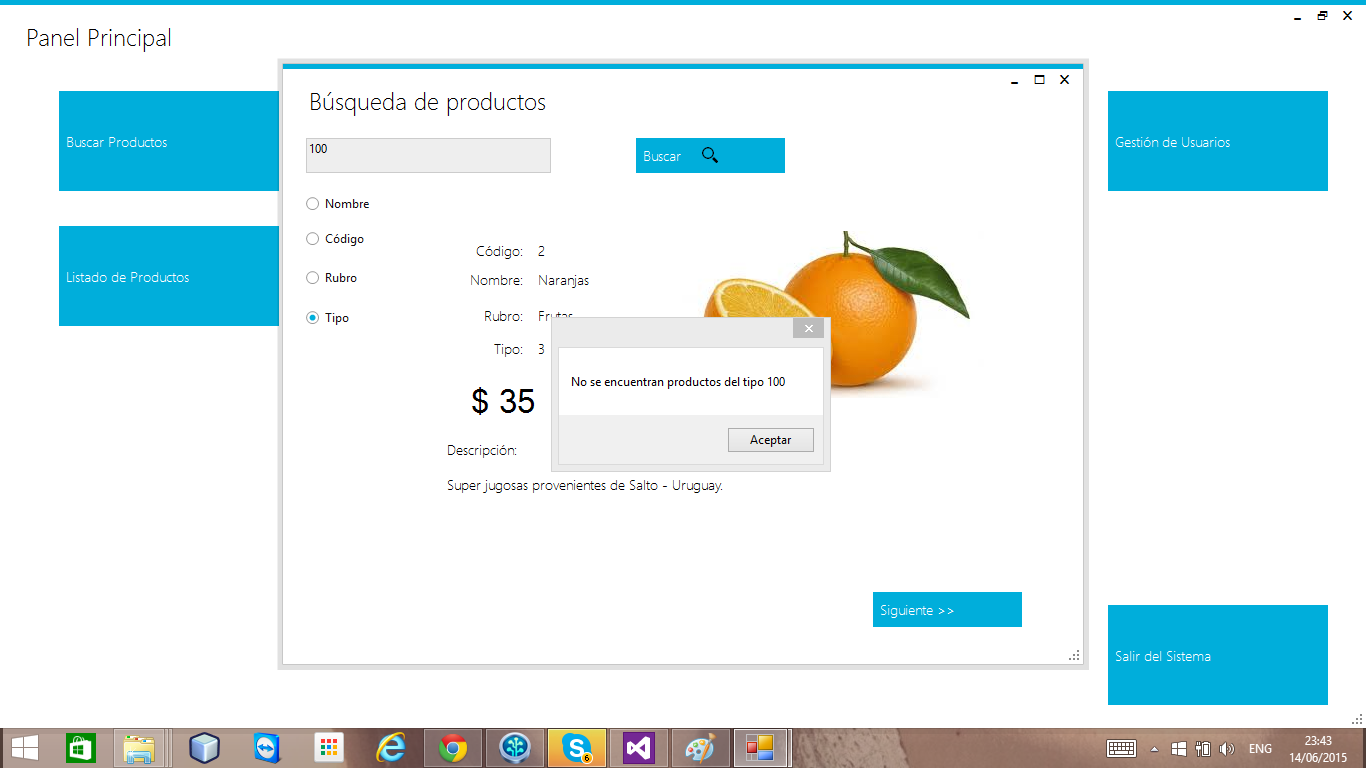 Panel Principal
Buscar Productos
Listado de Productos
Gestión de Usuarios
Salir del Sistema
Búsqueda de productos
100
Buscar
Nombre
Código
Rubro
Tipo
Código: 2
Nombre: Naranjas
Rubro: Frutas
Tipo: 3
$ 35
Descripción:
Super jugosas provenientes de Salto - Uruguay.
No se encuentran productos del tipo 100
Aceptar
Siguiente >>
6
ENG
23:43
14/06/2015